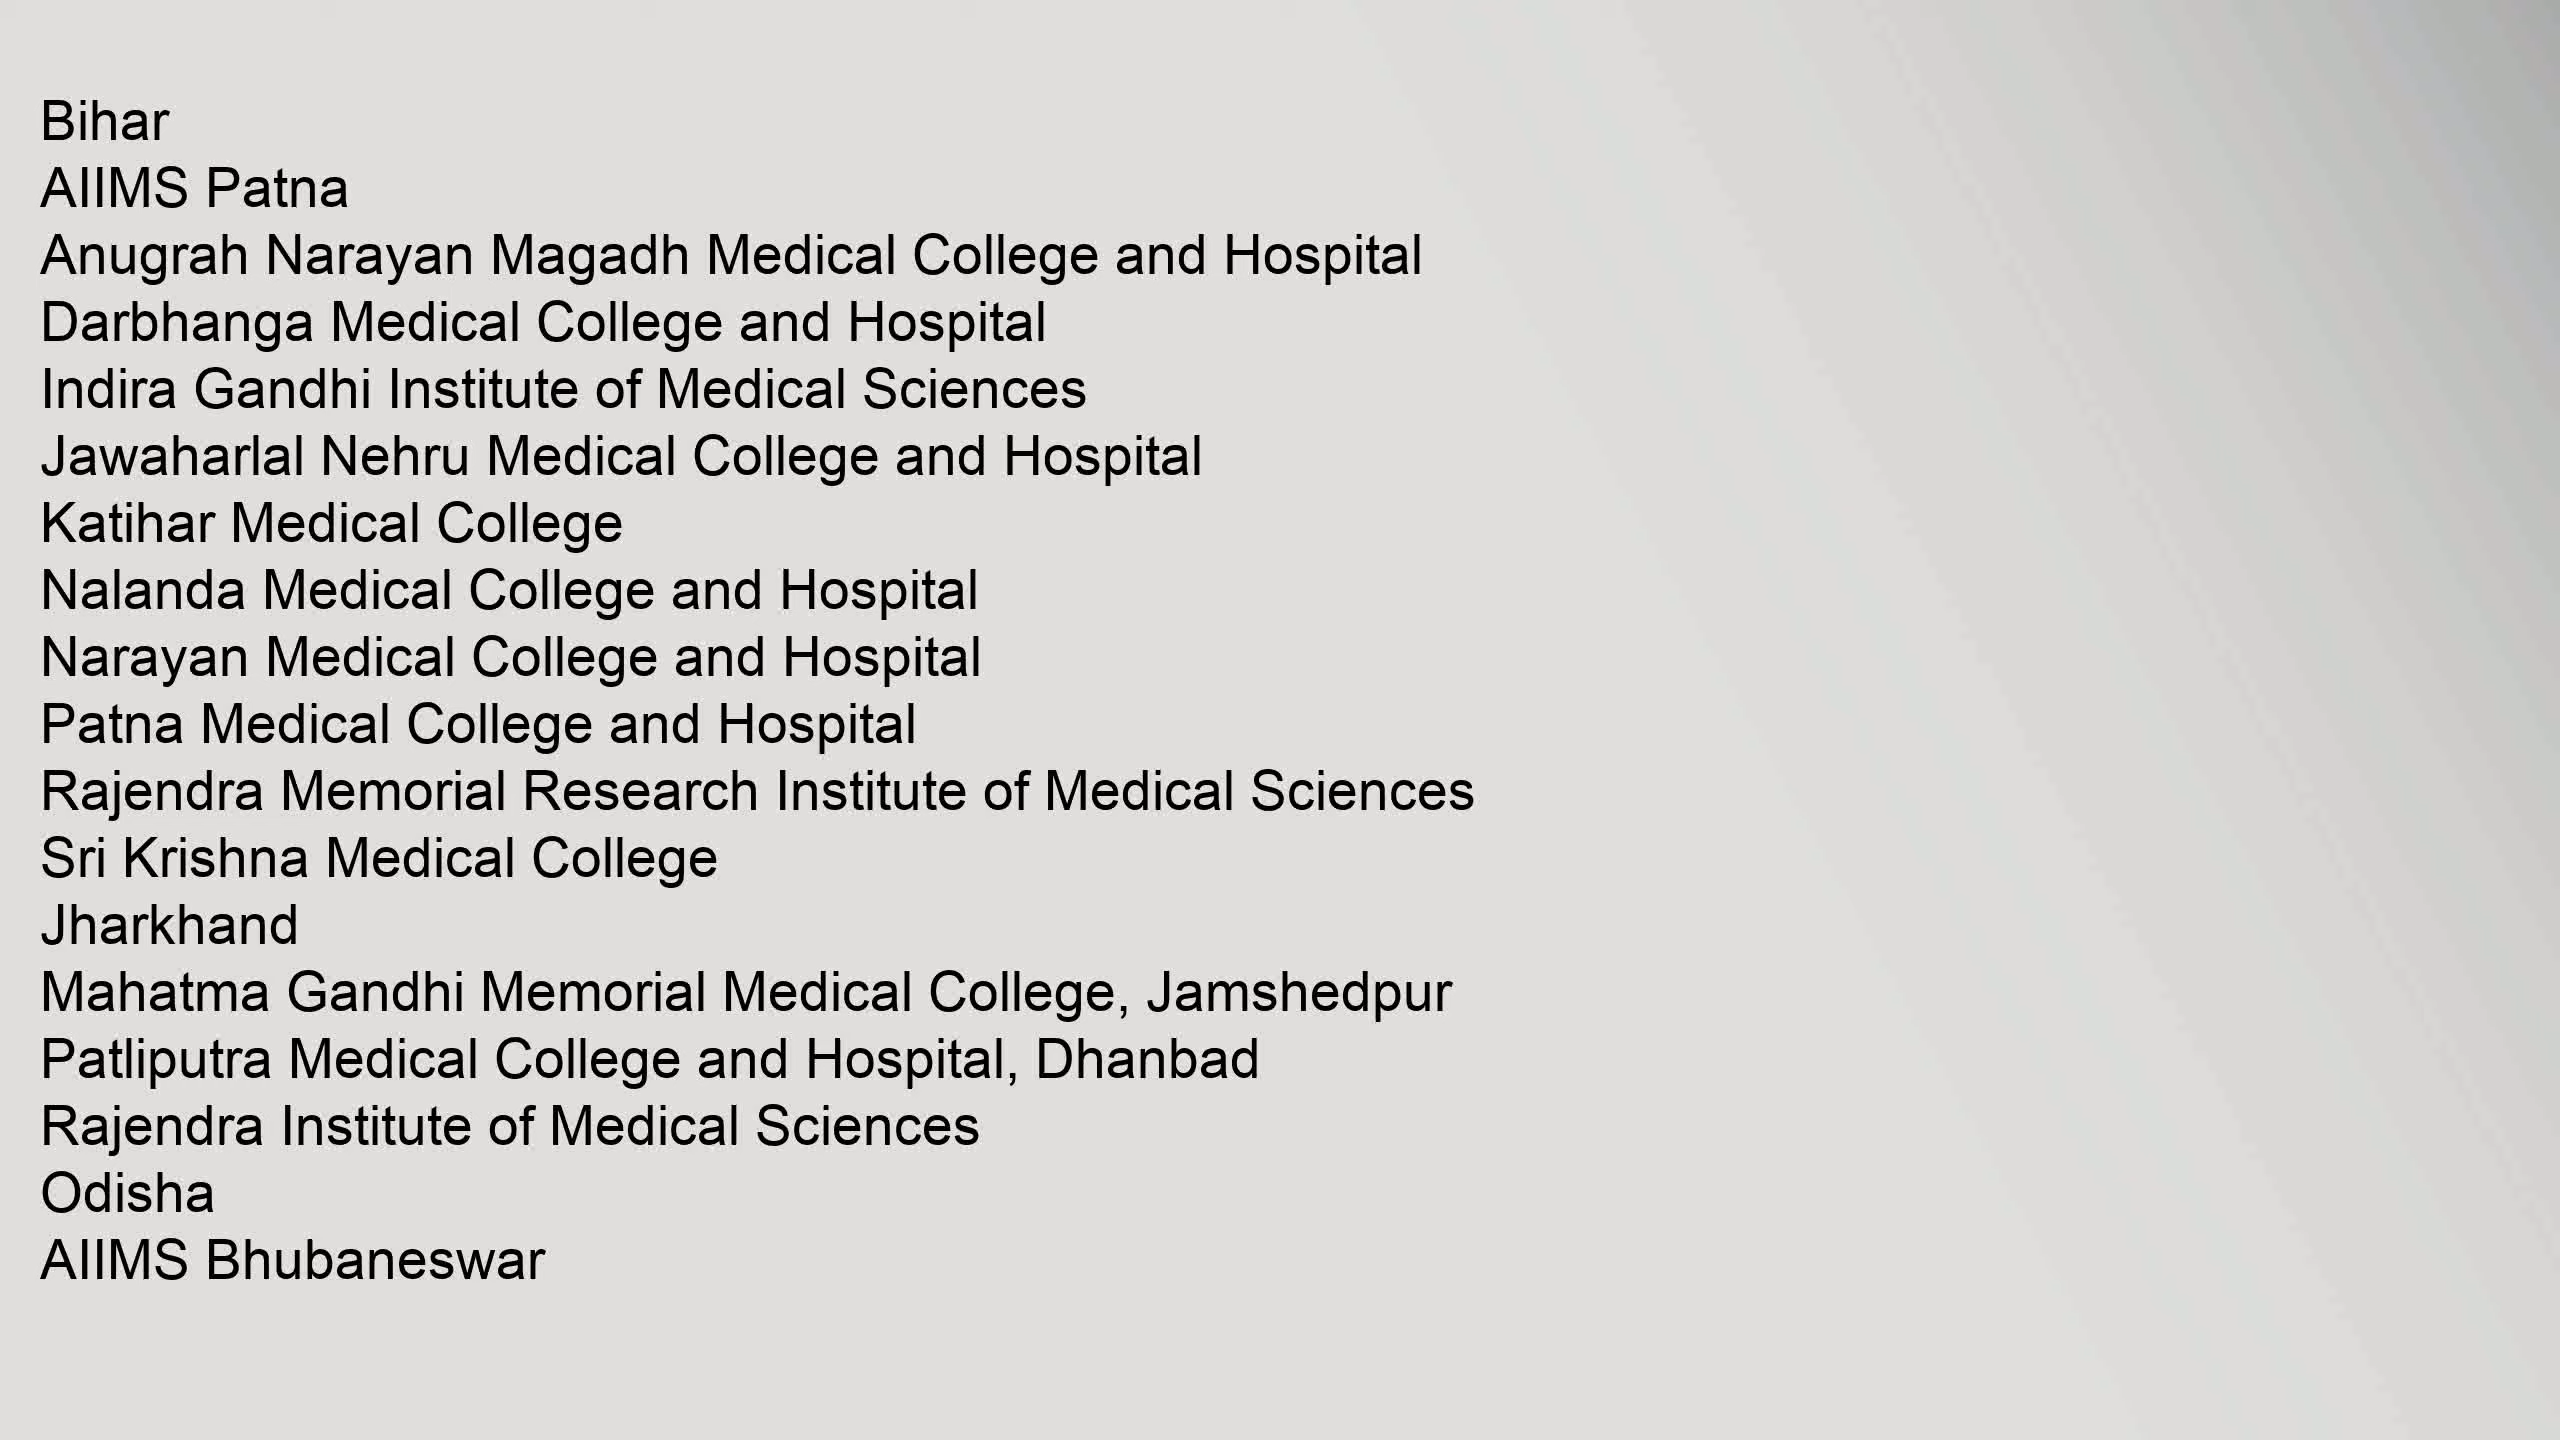 Bihar
AIIMS Patna
Anugrah Narayan Magadh Medical College and Hospital
Darbhanga Medical College and Hospital
Indira Gandhi Institute of Medical Sciences
Jawaharlal Nehru Medical College and Hospital
Katihar Medical College
Nalanda Medical College and Hospital
Narayan Medical College and Hospital
Patna Medical College and Hospital
Rajendra Memorial Research Institute of Medical Sciences
Sri Krishna Medical College
Jharkhand
Mahatma Gandhi Memorial Medical College, Jamshedpur
Patliputra Medical College and Hospital, Dhanbad
Rajendra Institute of Medical Sciences
Odisha
AIIMS Bhubaneswar